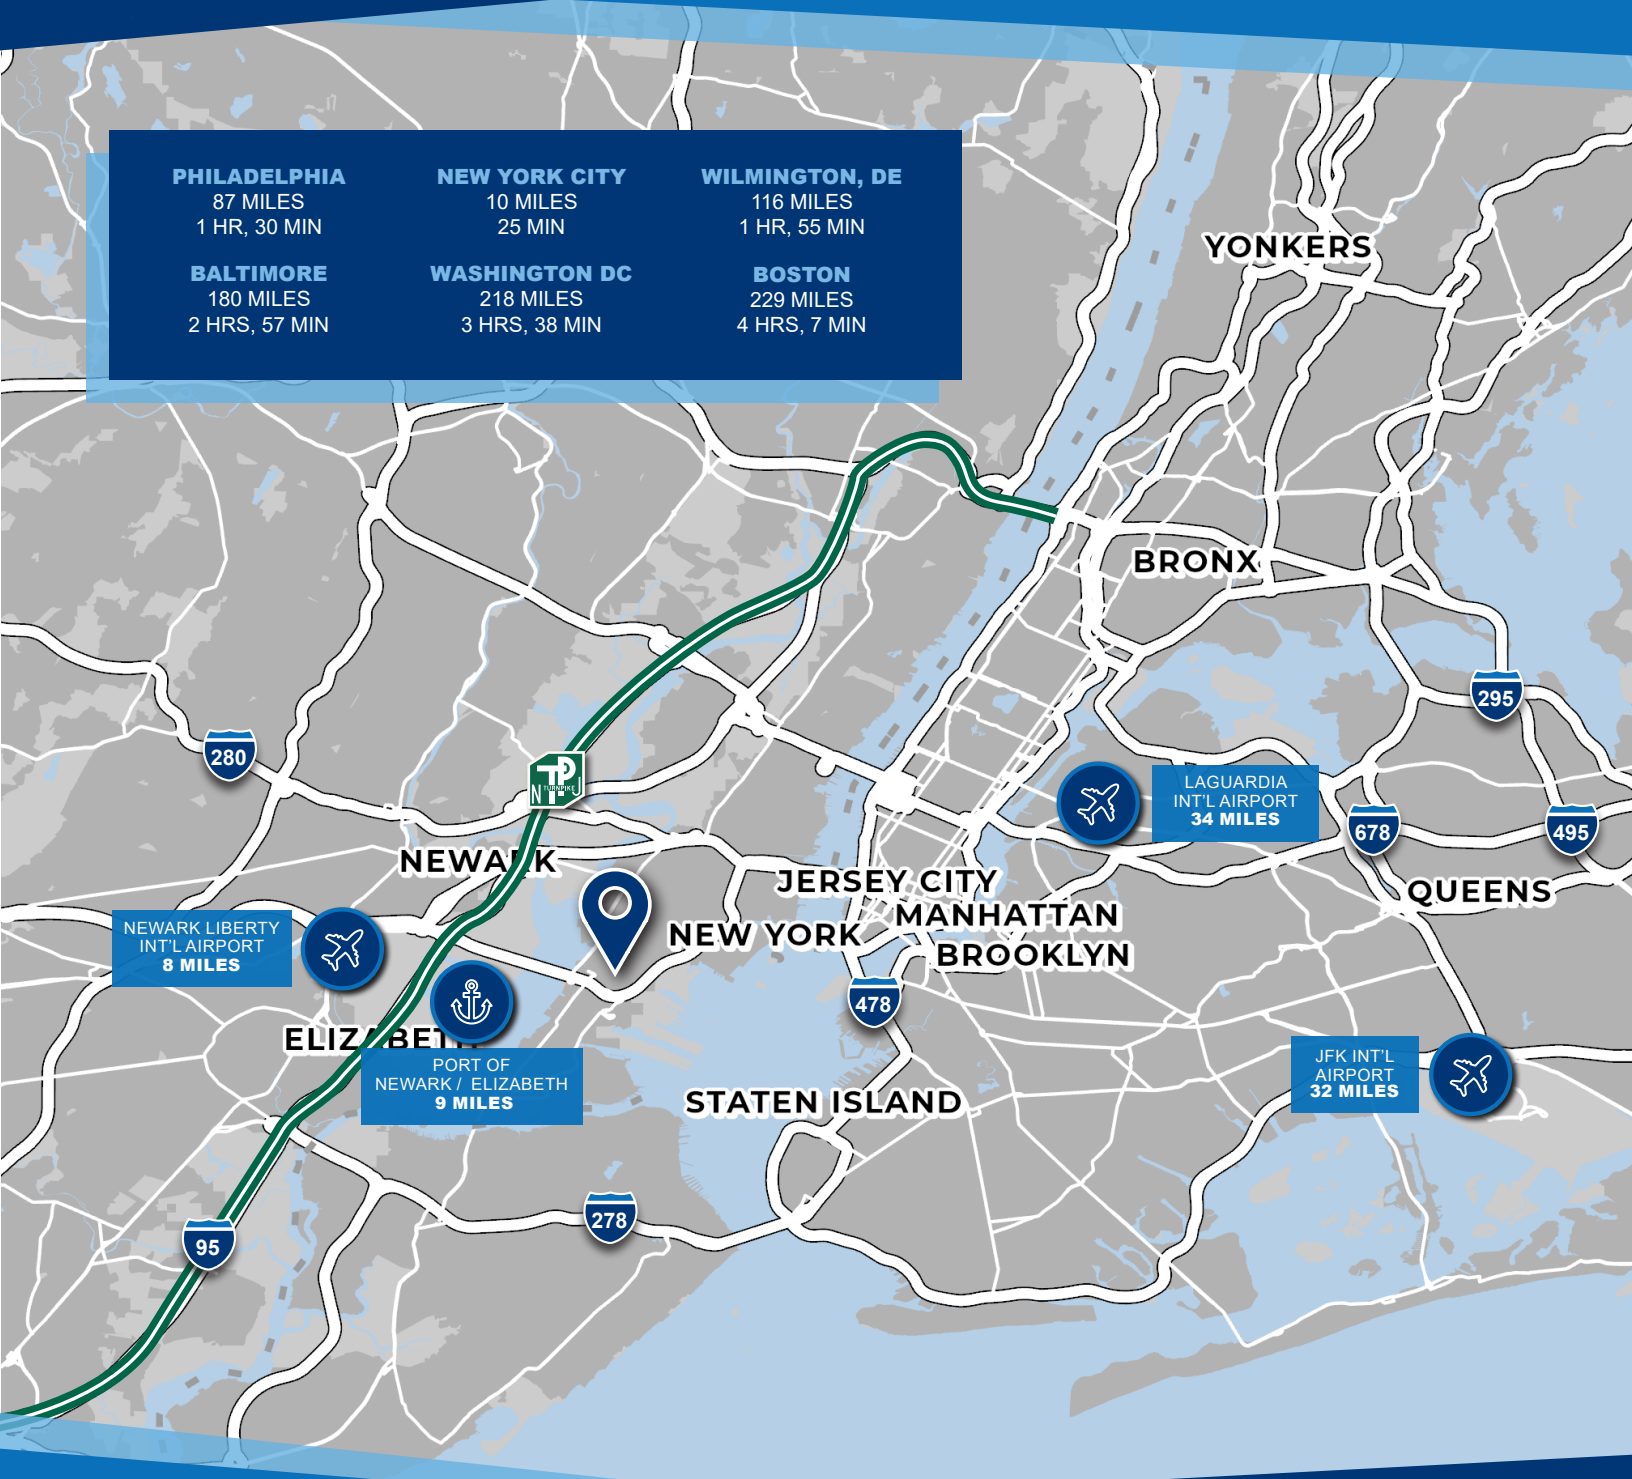 PHILADELPHIA
87 MILES
1 HR, 30 MIN
NEW YORK CITY
10 MILES
25 MIN
WILMINGTON, DE
116 MILES
1 HR, 55 MIN
BALTIMORE
180 MILES
2 HRS, 57 MIN
WASHINGTON DC
218 MILES
3 HRS, 38 MIN
BOSTON
229 MILES
4 HRS, 7 MIN
YONKERS
BRONX
295
280
N TP J
TURNPIKE
LAGUARDIA
INT'L AIRPORT
34 MILES
678
495
NEWARK
JERSEY CITY
QUEENS
MANHATTAN
NEW YORK
BROOKLYN
NEWARK LIBERTY
INT'L AIRPORT
8 MILES
478
ELIZABETH
PORT OF
NEWARK / ELIZABETH
9 MILES
JFK INT'L
AIRPORT
32 MILES
STATEN ISLAND
278
95